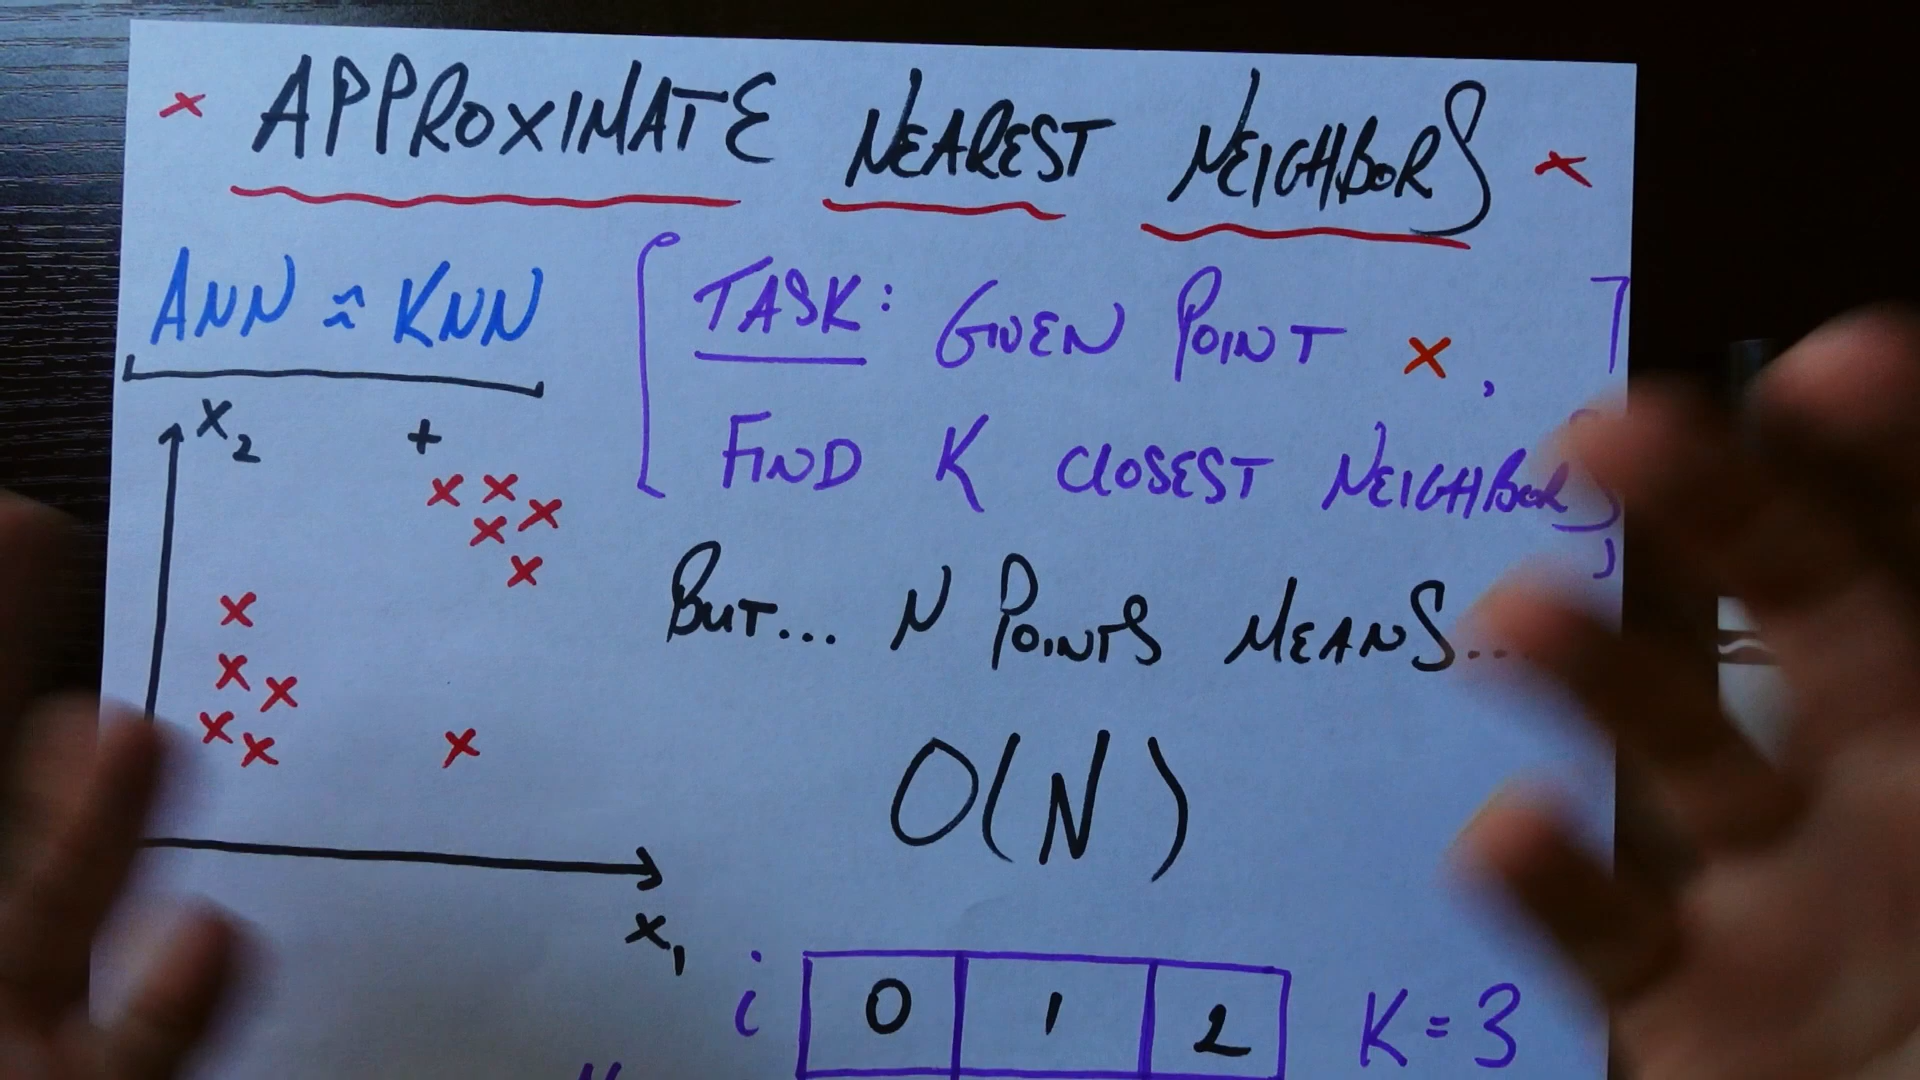 × APPROXIMATE NEAREST NEIGHBORS ×
ANN ≈ KNN
[TASK: GIVEN POINT ×,
FIND K CLOSEST NEIGHBORS]
BUT... N POINTS MEANS...
O(N)
X2
X1
i 0 1 2 K=3